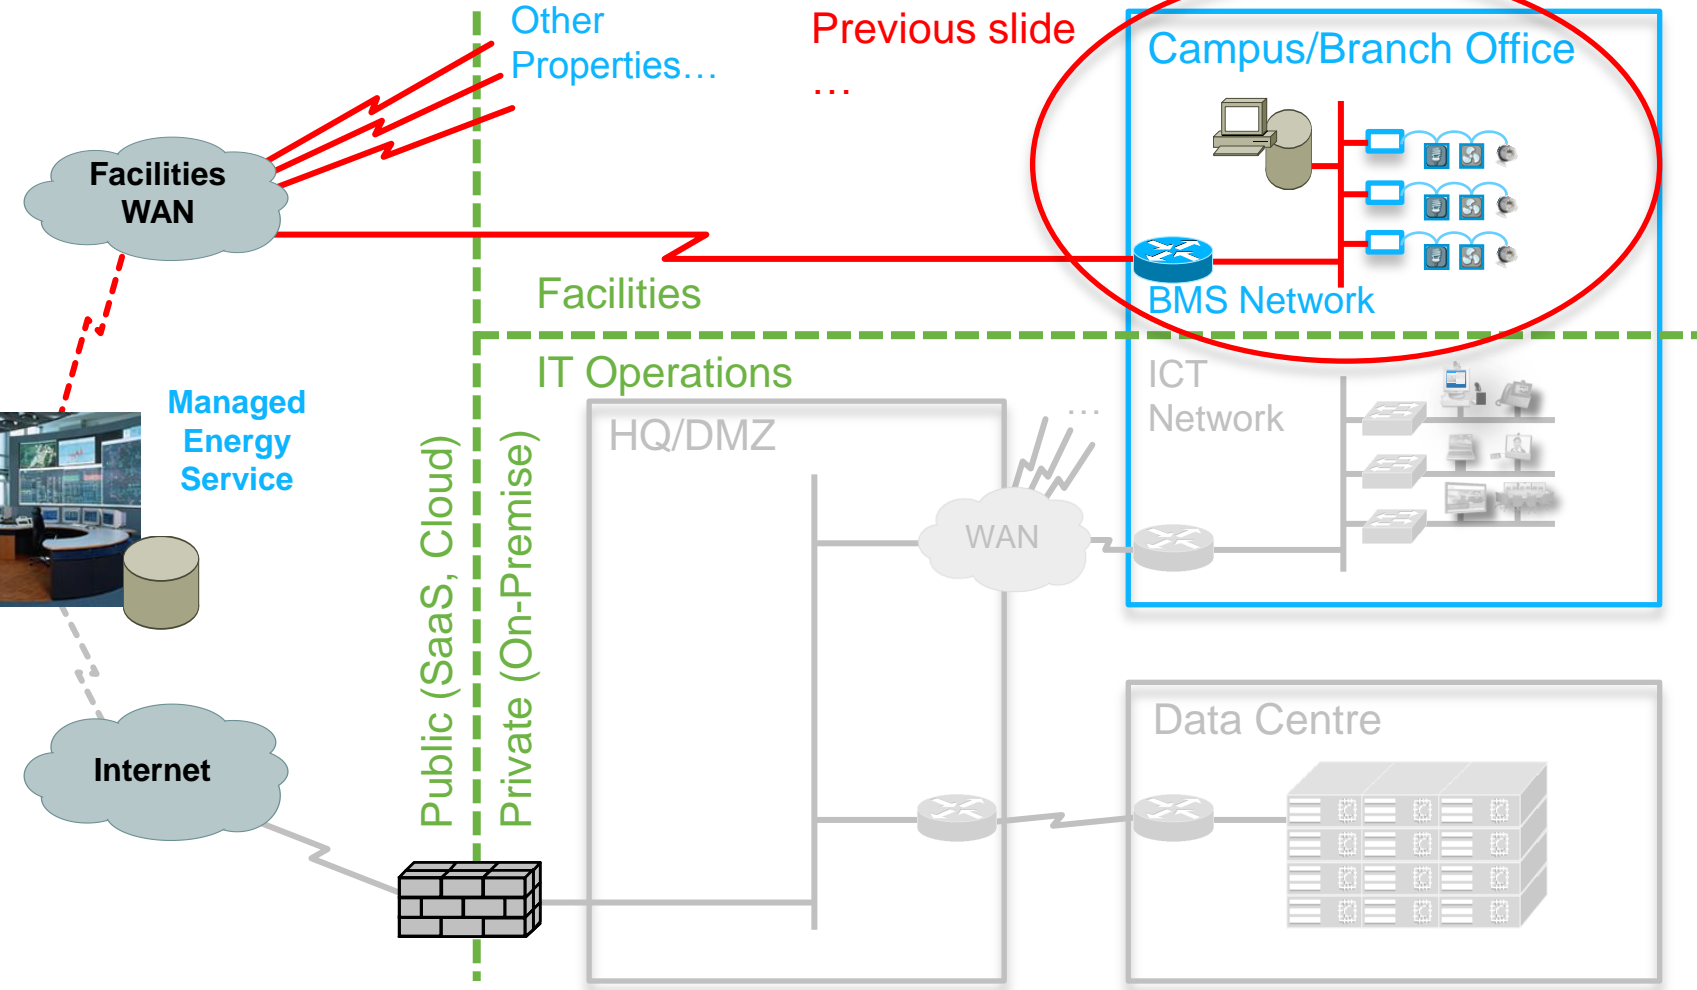 Other
Properties…
Previous slide
…
Campus/Branch Office
Facilities
WAN
Facilities
BMS Network
IT Operations
ICT
Network
Managed
Energy
Service
HQ/DMZ
…
WAN
Public (SaaS, Cloud)
Private (On-Premise)
Internet
Data Centre